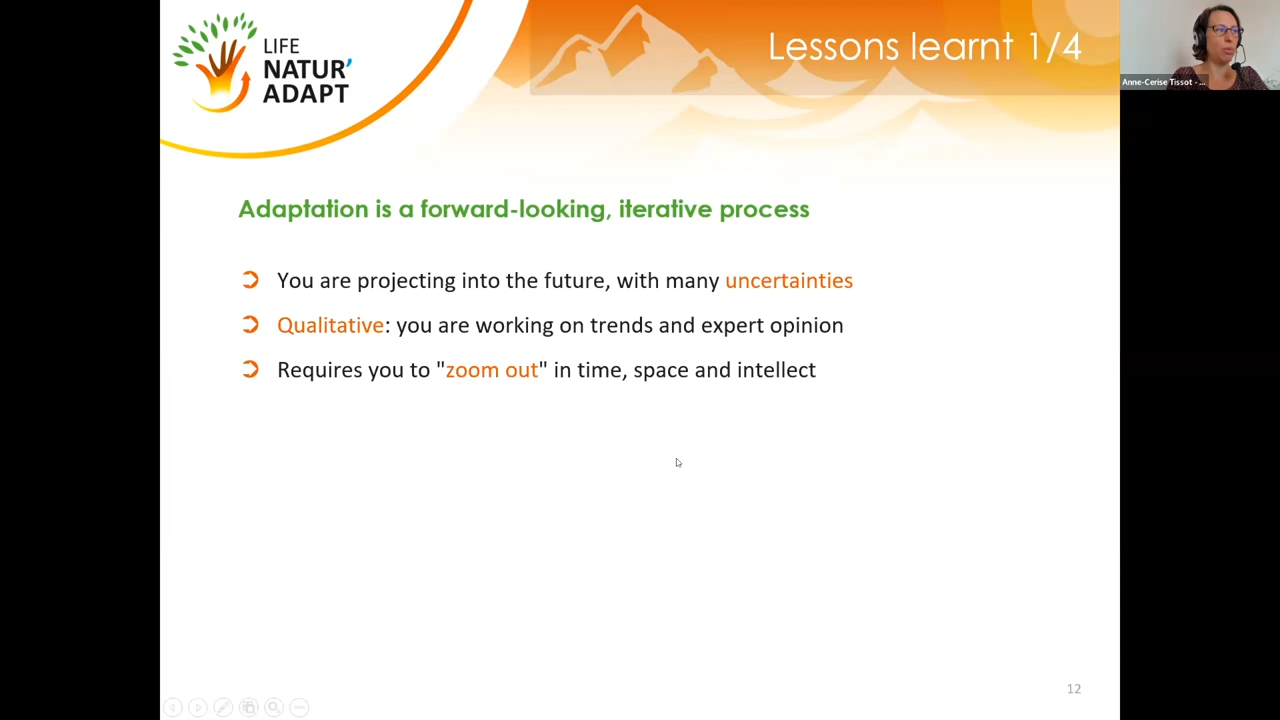 LIFE
NATUR'
ADAPT
Lessons learnt 1/4
Anne-Cerise Tissot - ...
Adaptation is a forward-looking, iterative process
You are projecting into the future, with many uncertainties
Qualitative: you are working on trends and expert opinion
Requires you to "zoom out" in time, space and intellect
12